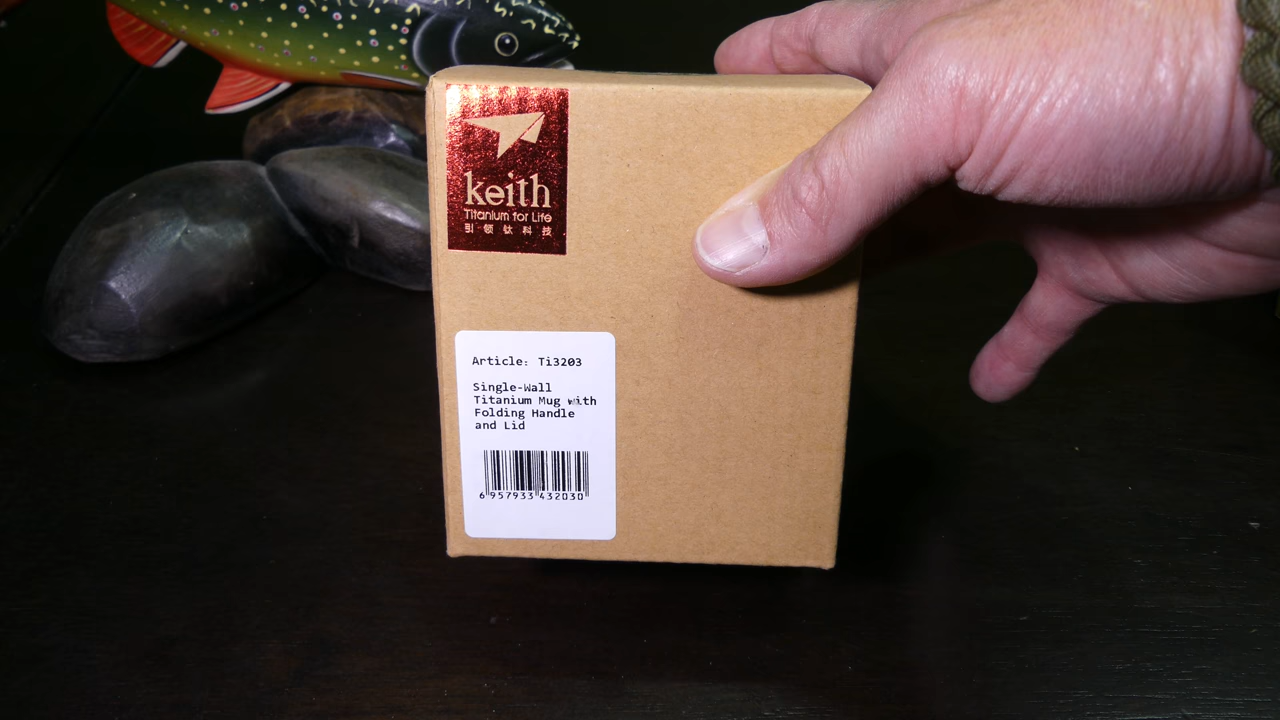 keith
Titanium for Life
引领钛科技
Article: Ti3203
Single-Wall
Titanium Mug with
Folding Handle
and Lid
6 957933 432030